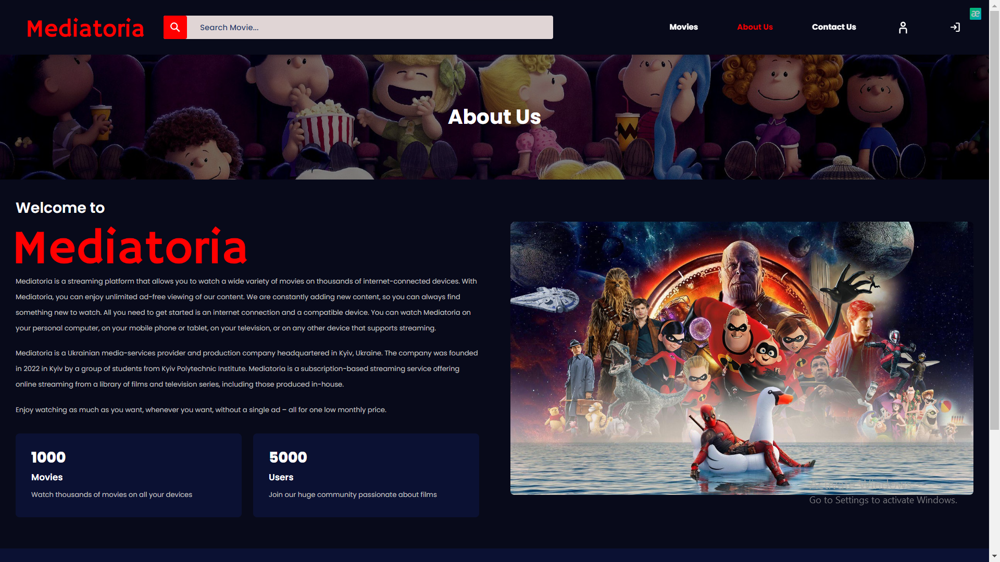 Mediatoria
Search Movie...
Movies
About Us
Contact Us
æ
About Us
Welcome to
Mediatoria
Mediatoria is a streaming platform that allows you to watch a wide variety of movies on thousands of internet-connected devices. With
Mediatoria, you can enjoy unlimited ad-free viewing of our content. We are constantly adding new content, so you can always find
something new to watch. All you need to get started is an internet connection and a compatible device. You can watch Mediatoria on
your personal computer, on your mobile phone or tablet, on your television, or on any other device that supports streaming.
Mediatoria is a Ukrainian media-services provider and production company headquartered in Kyiv, Ukraine. The company was founded
in 2022 in Kyiv by a group of students from Kyiv Polytechnic Institute. Mediatoria is a subscription-based streaming service offering
online streaming from a library of films and television series, including those produced in-house.
Enjoy watching as much as you want, whenever you want, without a single ad – all for one low monthly price.
1000
Movies
Watch thousands of movies on all your devices
5000
Users
Join our huge community passionate about films
Activate Windows
Go to Settings to activate Windows.